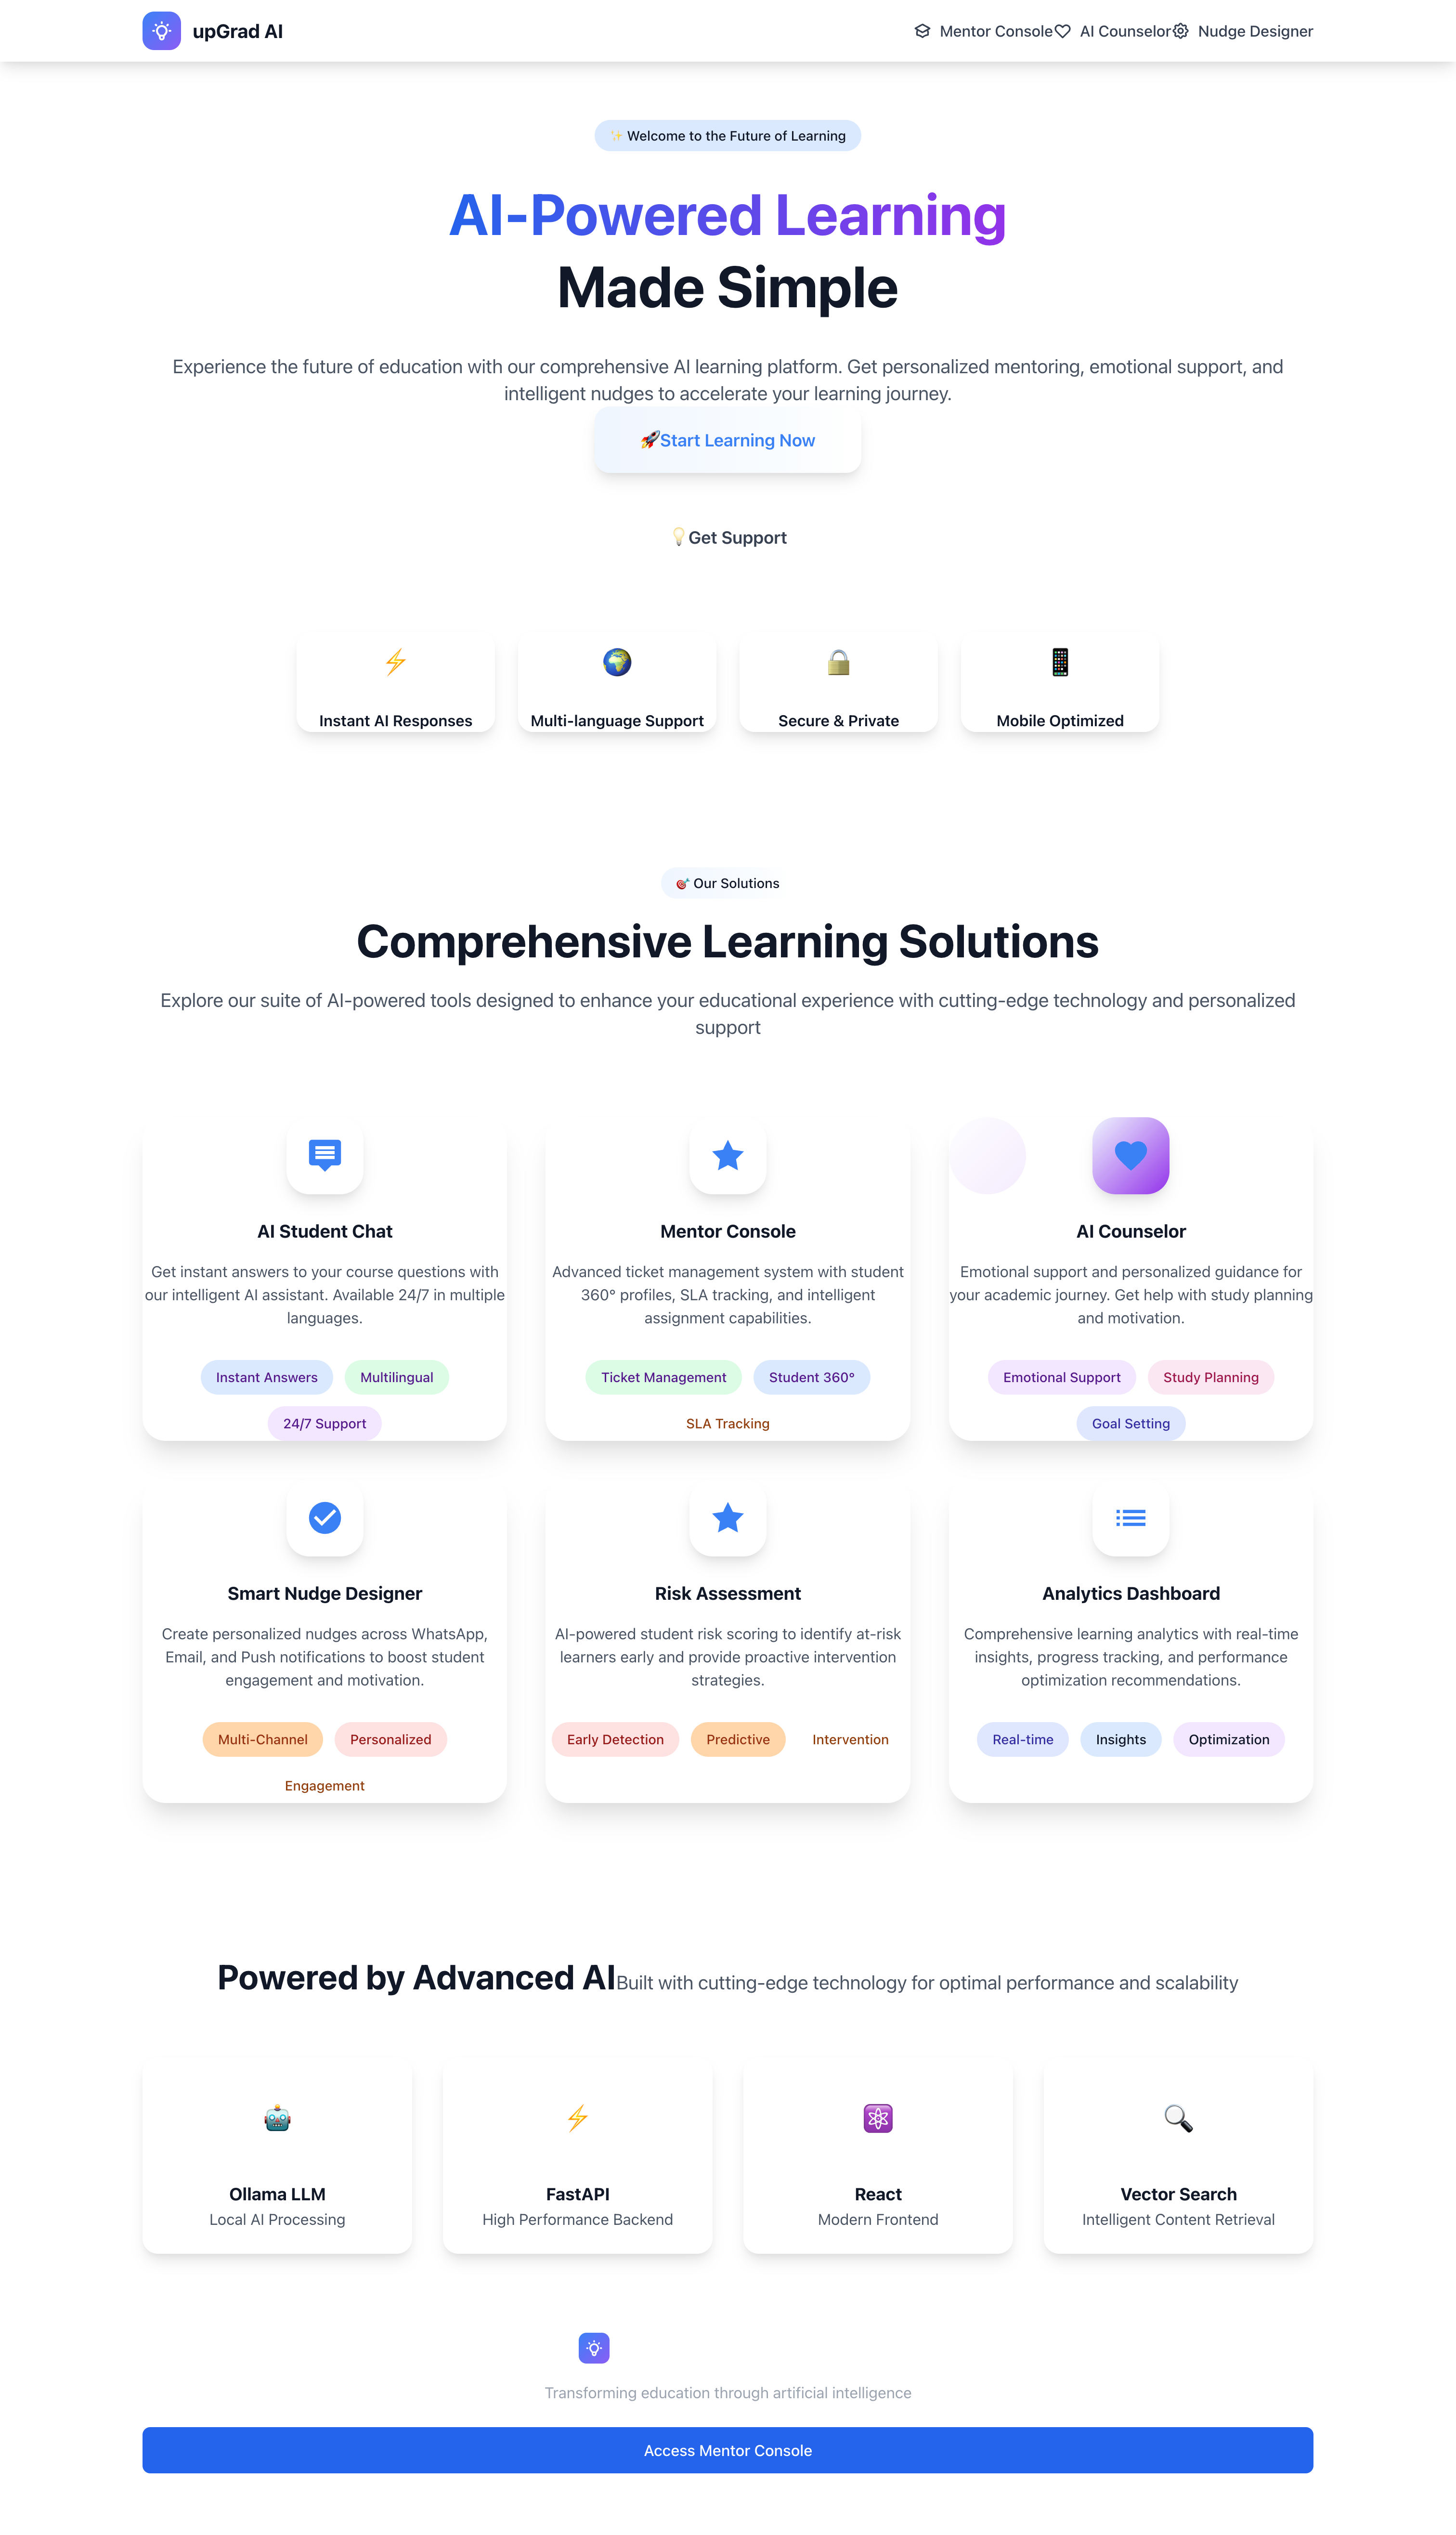 upGrad AI
Mentor Console AI Counselor Nudge Designer
✨ Welcome to the Future of Learning
AI-Powered Learning
Made Simple
Experience the future of education with our comprehensive AI learning platform. Get personalized mentoring, emotional support, and
intelligent nudges to accelerate your learning journey.
🚀Start Learning Now
💡Get Support
Instant AI Responses
Multi-language Support
Secure & Private
Mobile Optimized
🎯 Our Solutions
Comprehensive Learning Solutions
Explore our suite of AI-powered tools designed to enhance your educational experience with cutting-edge technology and personalized
support
AI Student Chat
Get instant answers to your course questions with
our intelligent AI assistant. Available 24/7 in multiple
languages.
Instant Answers Multilingual
24/7 Support
Mentor Console
Advanced ticket management system with student
360° profiles, SLA tracking, and intelligent
assignment capabilities.
Ticket Management Student 360°
SLA Tracking
AI Counselor
Emotional support and personalized guidance for
your academic journey. Get help with study planning
and motivation.
Emotional Support Study Planning
Goal Setting
Smart Nudge Designer
Create personalized nudges across WhatsApp,
Email, and Push notifications to boost student
engagement and motivation.
Multi-Channel Personalized
Engagement
Risk Assessment
AI-powered student risk scoring to identify at-risk
learners early and provide proactive intervention
strategies.
Early Detection Predictive Intervention
Analytics Dashboard
Comprehensive learning analytics with real-time
insights, progress tracking, and performance
optimization recommendations.
Real-time Insights Optimization
Powered by Advanced AIBuilt with cutting-edge technology for optimal performance and scalability
Ollama LLM
Local AI Processing
FastAPI
High Performance Backend
React
Modern Frontend
Vector Search
Intelligent Content Retrieval
Transforming education through artificial intelligence
Access Mentor Console